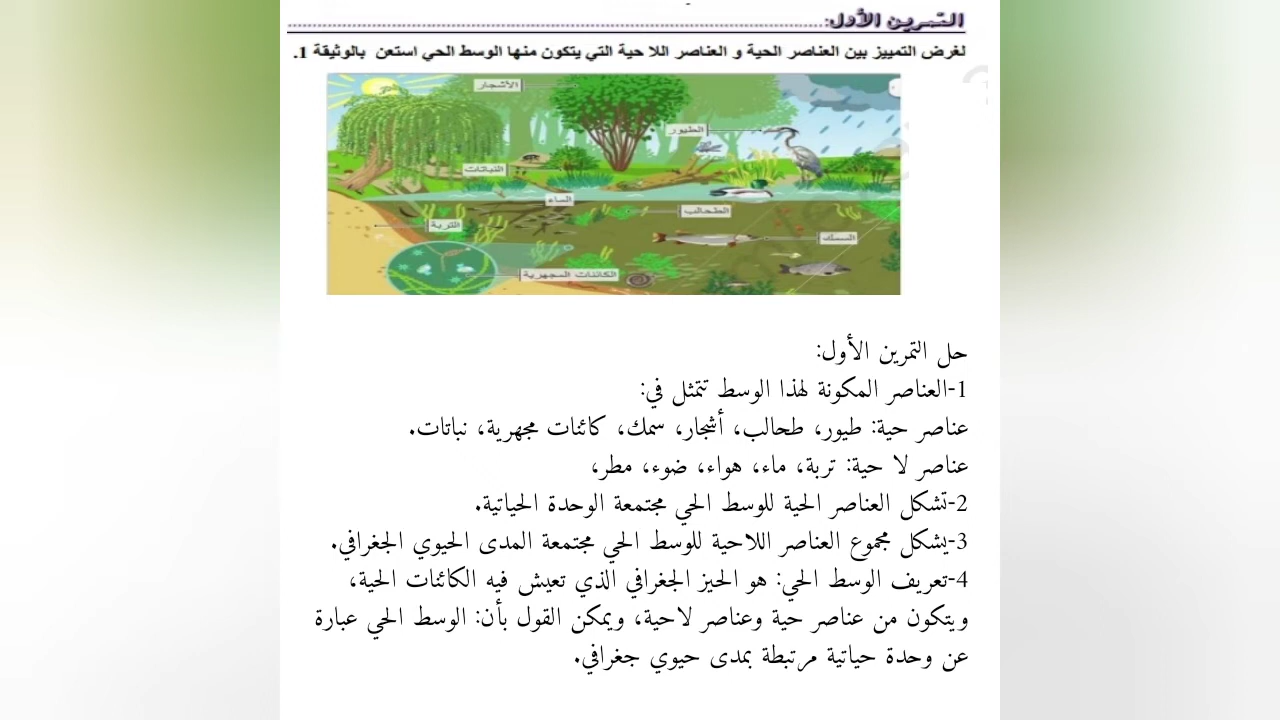 التمرين الأول:
لغرض التمييز بين العناصر الحية و العناصر اللا حية التي يتكون منها الوسط الحي استعن بالوثيقة 1.
الأشجار
الطيور
النباتات
الماء
الطحالب
التربة
السمك
الكائنات المجهرية
حل التمرين الأول:
1-العناصر المكونة لهذا الوسط تتمثل في:
عناصر حية: طيور، طحالب، أشجار، سمك، كائنات مجهرية، نباتات.
عناصر لا حية: تربة، ماء، هواء، ضوء، مطر،
2-تشكل العناصر الحية للوسط الحي مجتمعة الوحدة الحياتية.
3-يشكل مجموع العناصر اللاحية للوسط الحي مجتمعة المدى الحيوي الجغرافي.
4-تعريف الوسط الحي: هو الحيز الجغرافي الذي تعيش فيه الكائنات الحية،
ويتكون من عناصر حية وعناصر لاحية، ويمكن القول بأن: الوسط الحي عبارة
عن وحدة حياتية مرتبطة بمدى حيوي جغرافي.